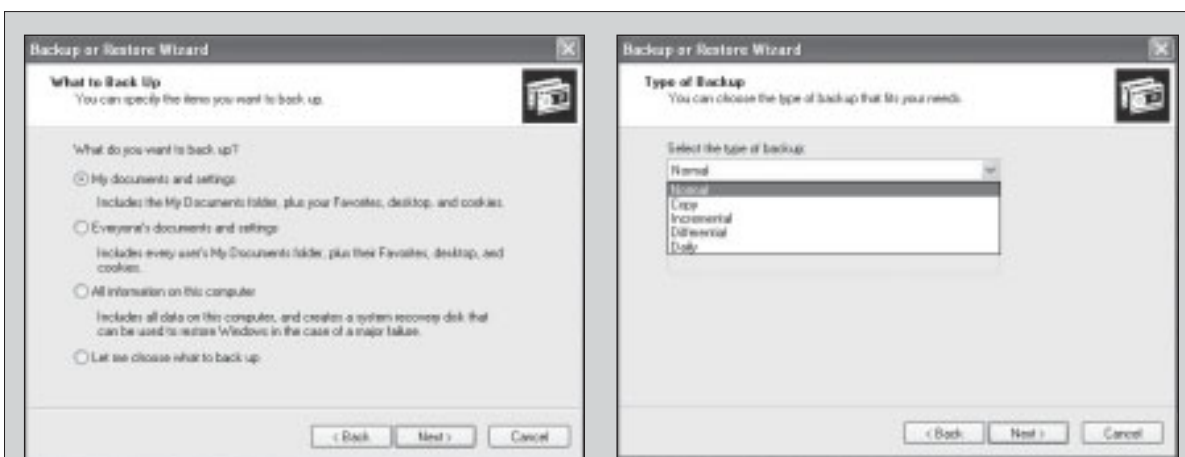 Backup or Restore Wizard
What to Back Up
You can specify the items you want to back up.
What do you want to back up?
My documents and settings
Includes the My Documents folder, plus your Favorites, desktop, and cookies.
Everyone's documents and settings
Includes every user's My Documents folder, plus their Favorites, desktop, and
cookies.
All information on this computer
Includes all data on this computer, and creates a system recovery disk that
can be used to restore Windows in the case of a major failure.
Let me choose what to back up
< Back
Next >
Cancel
Backup or Restore Wizard
Type of Backup
You can choose the type of backup that fits your needs.
Select the type of backup:
Normal
Normal
Copy
Incremental
Differential
Daily
< Back
Next >
Cancel